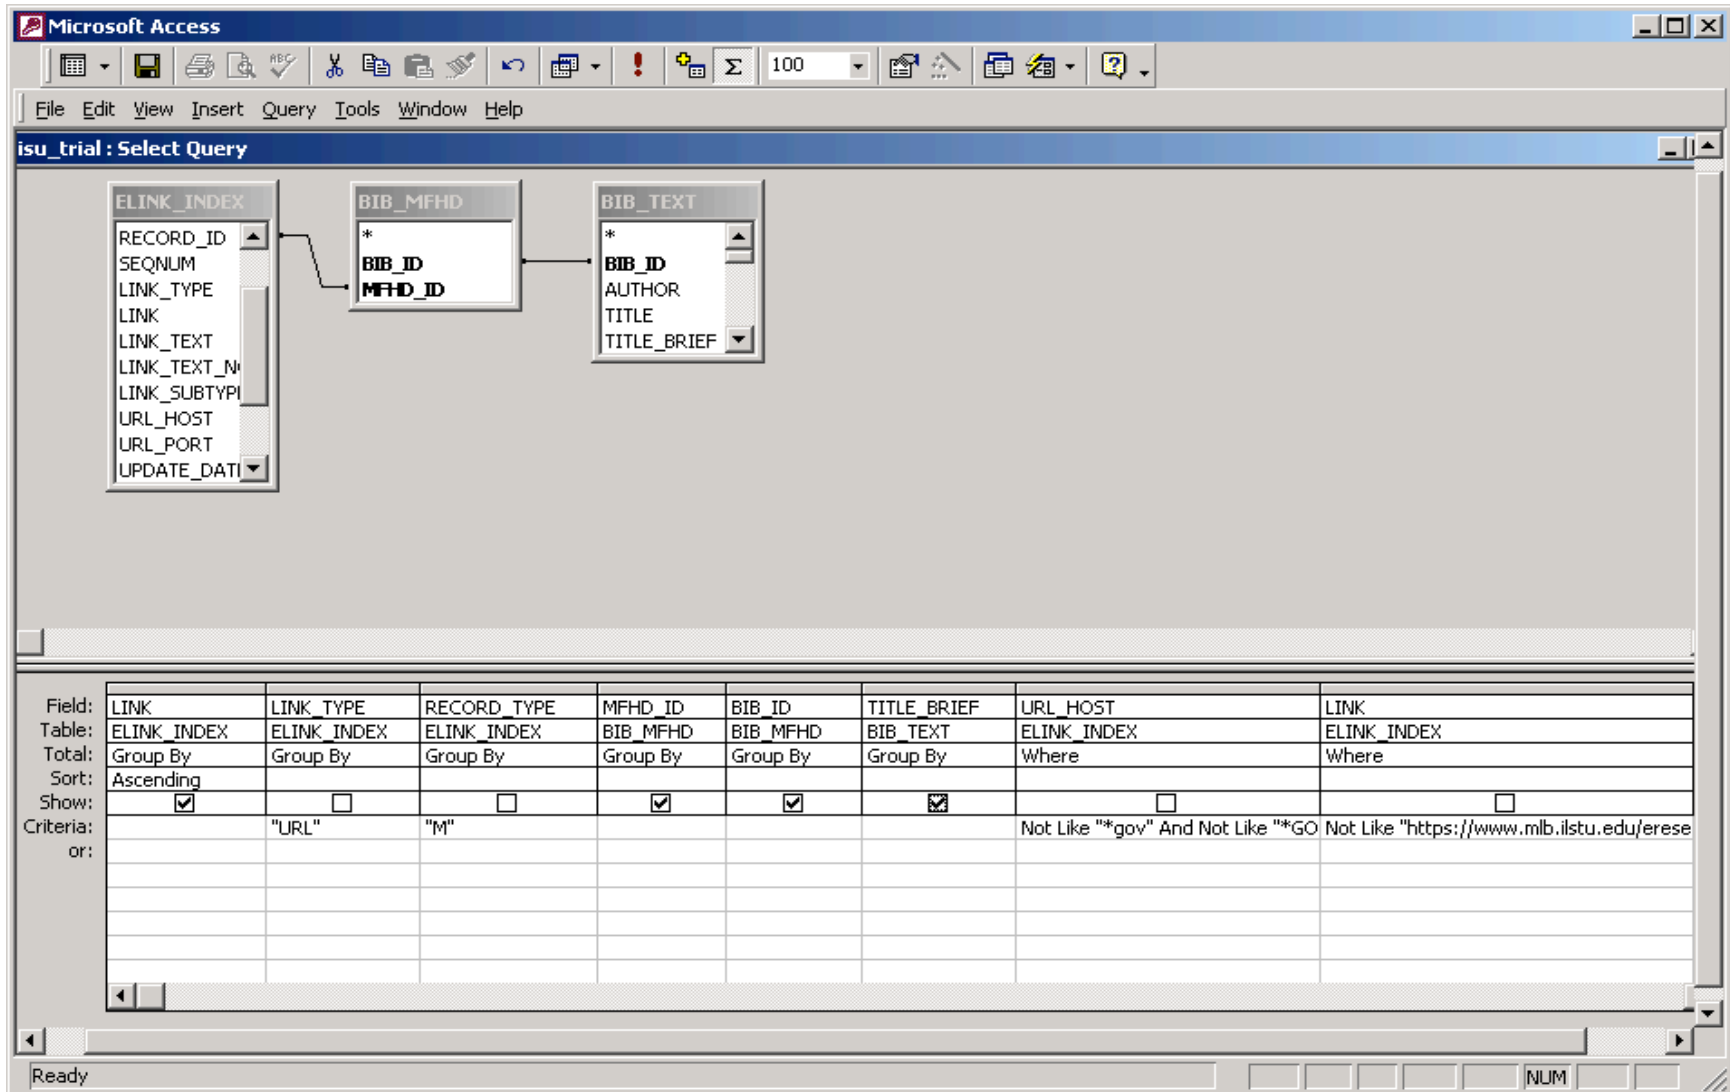 Microsoft Access
100
File Edit View Insert Query Tools Window Help
isu_trial : Select Query
ELINK_INDEX
RECORD_ID
SEQNUM
LINK_TYPE
LINK
LINK_TEXT
LINK_TEXT_N
LINK_SUBTYP
URL_HOST
URL_PORT
UPDATE_DAT
BIB_MFHD
*
BIB_ID
MFHD_ID
BIB_TEXT
*
BIB_ID
AUTHOR
TITLE
TITLE_BRIEF
Field: LINK LINK_TYPE RECORD_TYPE MFHD_ID BIB_ID TITLE_BRIEF URL_HOST LINK
Table: ELINK_INDEX ELINK_INDEX ELINK_INDEX BIB_MFHD BIB_MFHD BIB_TEXT ELINK_INDEX ELINK_INDEX
Total: Group By Group By Group By Group By Group By Group By Where Where
Sort: Ascending
Show:
Criteria: "URL" "M" Not Like "*gov" And Not Like "*GO Not Like "https://www.mlb.ilstu.edu/erese
or:
Ready NUM